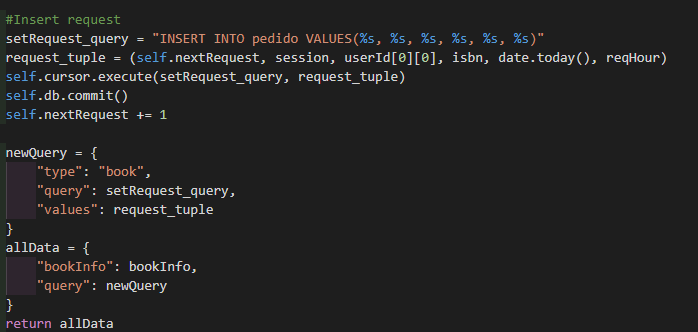 #Insert request
setRequest_query = "INSERT INTO pedido VALUES(%s, %s, %s, %s, %s, %s)"
request_tuple = (self.nextRequest, session, userId[0][0], isbn, date.today(), reqHour)
self.cursor.execute(setRequest_query, request_tuple)
self.db.commit()
self.nextRequest += 1
newQuery = {
"type": "book",
"query": setRequest_query,
"values": request_tuple
}
allData = {
"bookInfo": bookInfo,
"query": newQuery
}
return allData